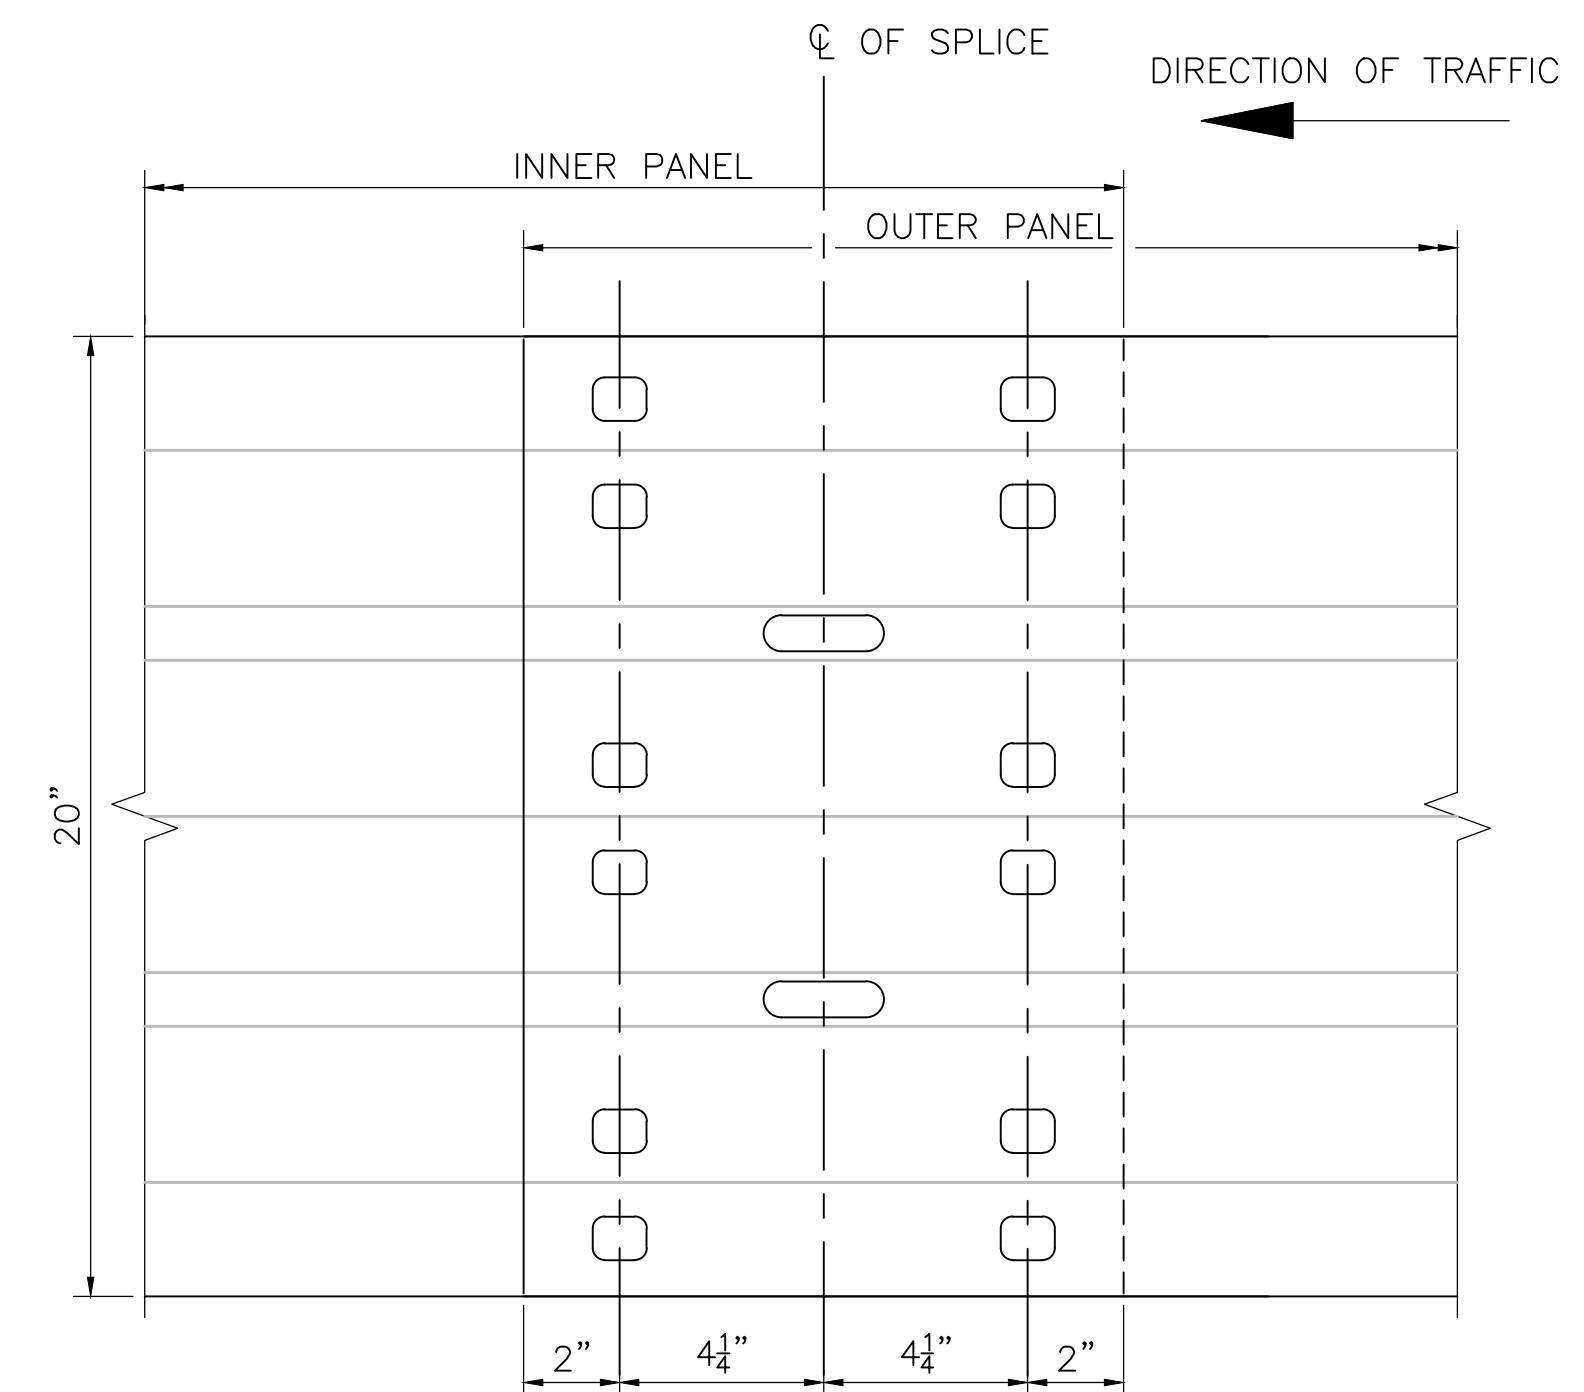 ℄ OF SPLICE
DIRECTION OF TRAFFIC
INNER PANEL
OUTER PANEL
20"
2" 4¼" 4¼" 2"